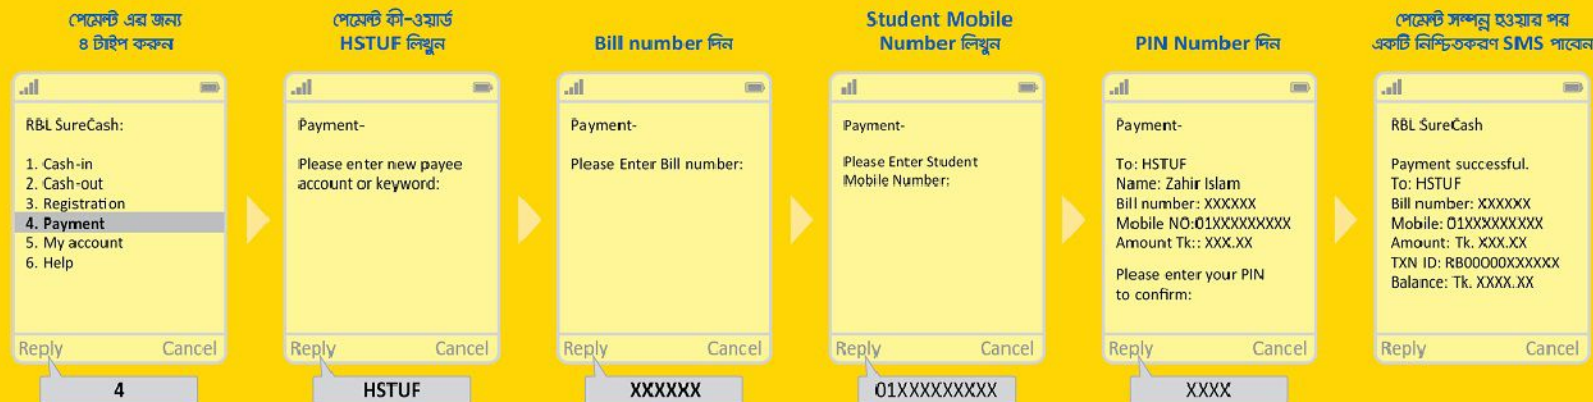 পেমেন্ট এর জন্য
৪ টাইপ করুন
RBL SureCash:
1. Cash-in
2. Cash-out
3. Registration
4. Payment
5. My account
6. Help
Reply Cancel
4
পেমেন্ট কী-ওয়ার্ড
HSTUF লিখুন
Payment-
Please enter new payee
account or keyword:
Reply Cancel
HSTUF
Bill number দিন
Payment-
Please Enter Bill number:
Reply Cancel
XXXXXX
Student Mobile
Number লিখুন
Payment-
Please Enter Student
Mobile Number:
Reply Cancel
01XXXXXXXXX
PIN Number দিন
Payment-
To: HSTUF
Name: Zahir Islam
Bill number: XXXXXX
Mobile NO:01XXXXXXXXX
Amount Tk:: XXX.XX
Please enter your PIN
to confirm:
Reply Cancel
XXXX
পেমেন্ট সম্পন্ন হওয়ার পর
একটি নিশ্চিতকরণ SMS পাবেন
RBL SureCash
Payment successful.
To: HSTUF
Bill number: XXXXXX
Mobile: 01XXXXXXXXX
Amount: Tk. XXX.XX
TXN ID: RB00O00XXXXXX
Balance: Tk. XXXX.XX
Reply Cancel